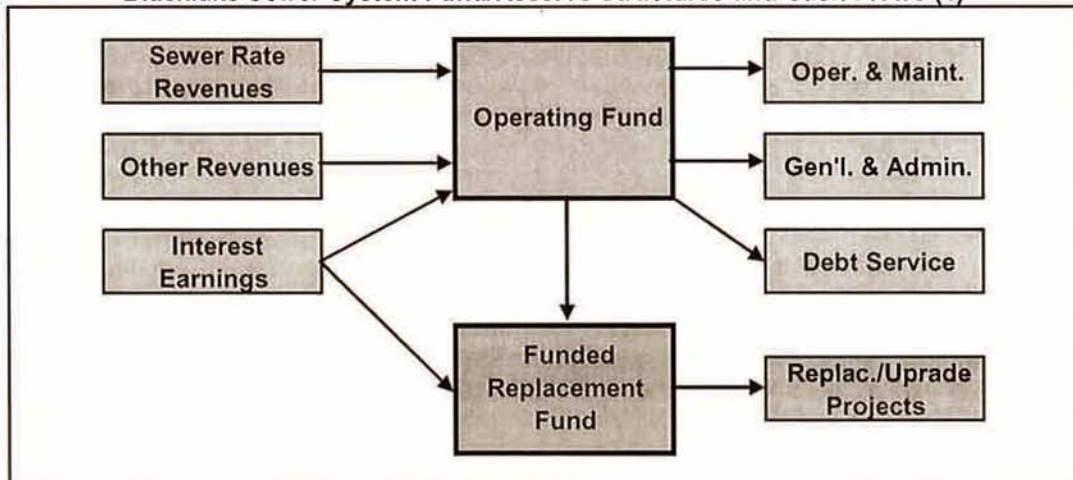 Sewer Rate
Revenues
Other Revenues
Interest
Earnings
Operating Fund
Funded
Replacement
Fund
Oper. & Maint.
Gen'l. & Admin.
Debt Service
Replac./Uprade
Projects